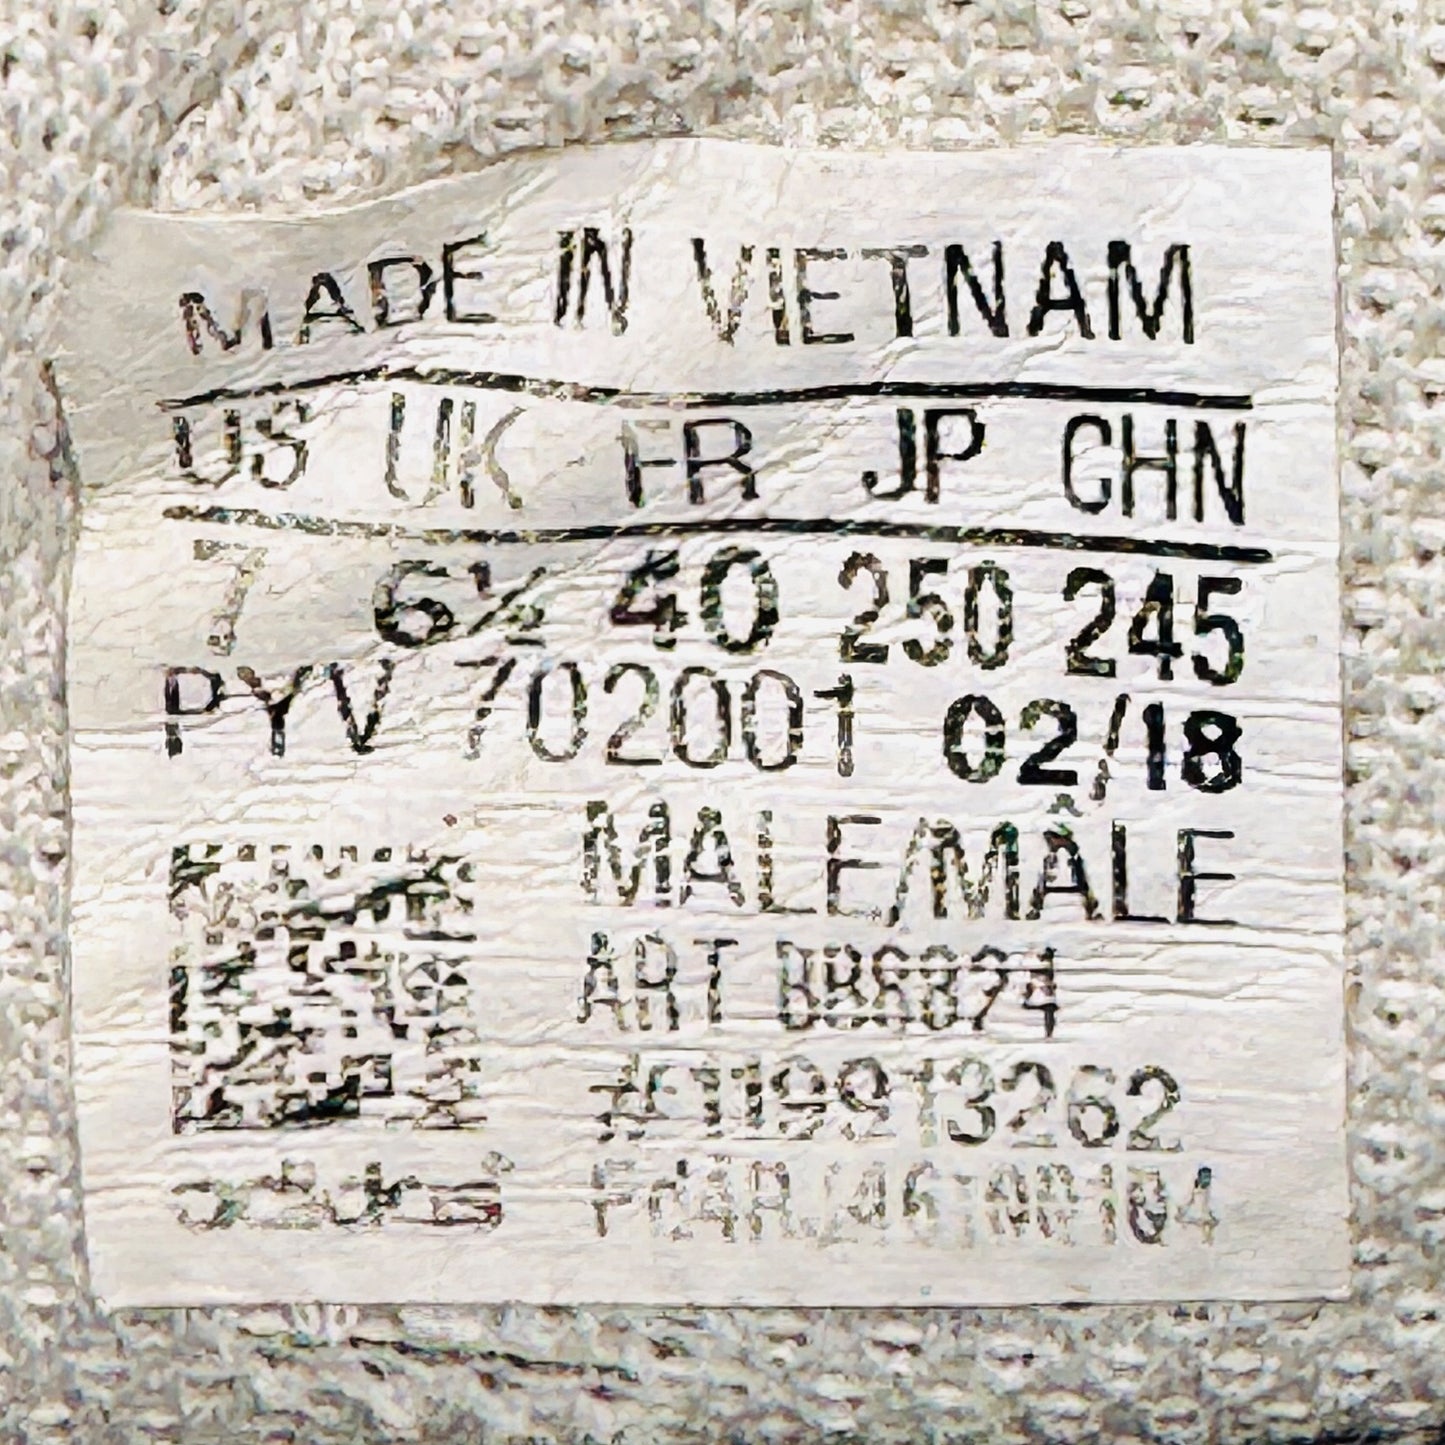 MADE IN VIETNAM
US UK FR JP CHN
7 6½ 40 250 245
PYV 702001 02/18
MALE/MÂLE
ART
adidas